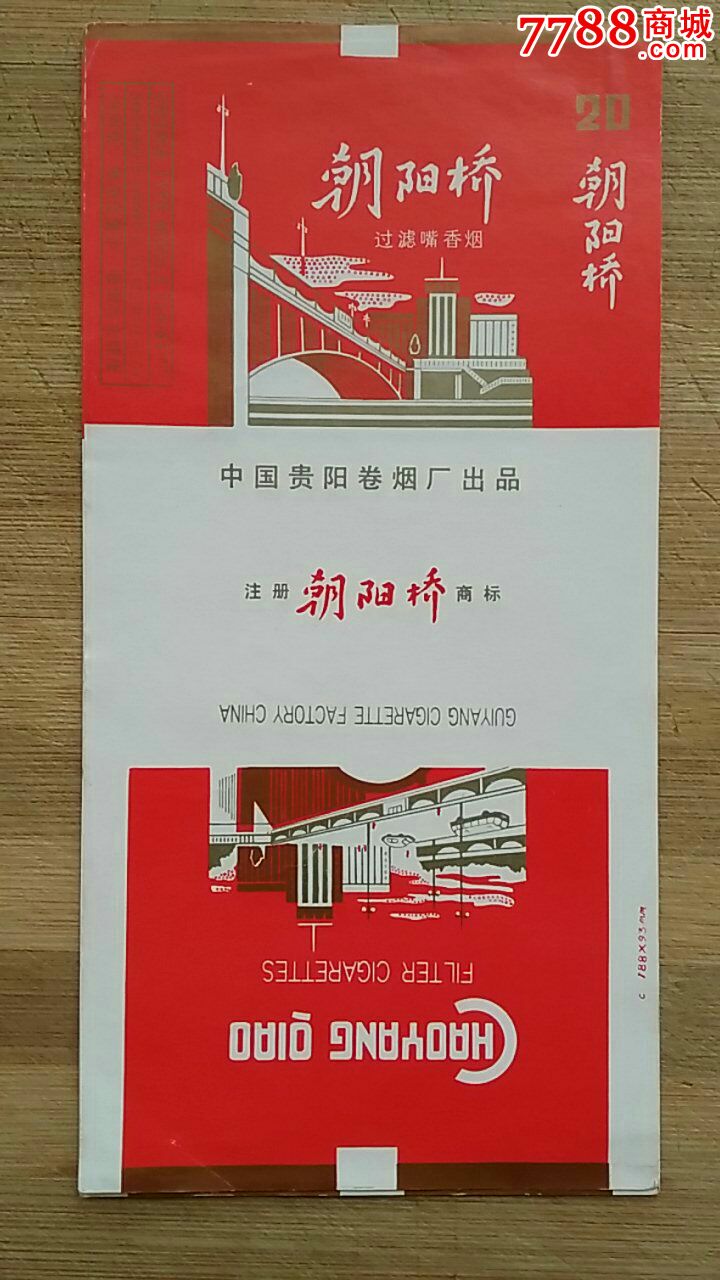 7788商城
.com
20
朝阳桥
朝阳桥
过滤嘴香烟
中国贵阳卷烟厂出品
注册 朝阳桥 商标
GUIYANG CIGARETTE FACTORY CHINA
FILTER CIGARETTES
CHAOYANG QIAO
C 188X93mm